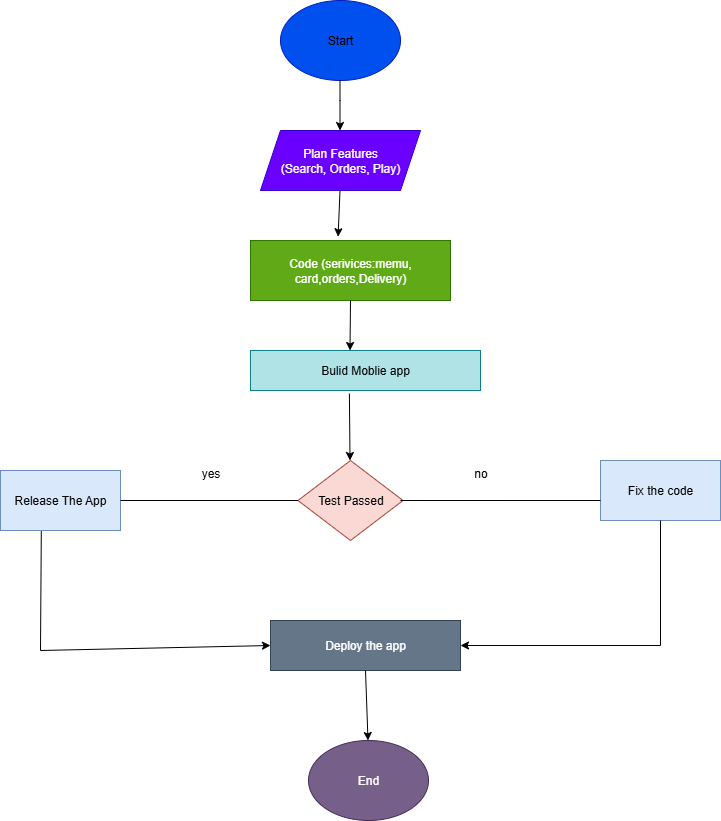 Start
Plan Features
(Search, Orders, Play)
Code (serivices:memu,
card,orders,Delivery)
Bulid Moblie app
yes
no
Release The App
Test Passed
Fix the code
Deploy the app
End